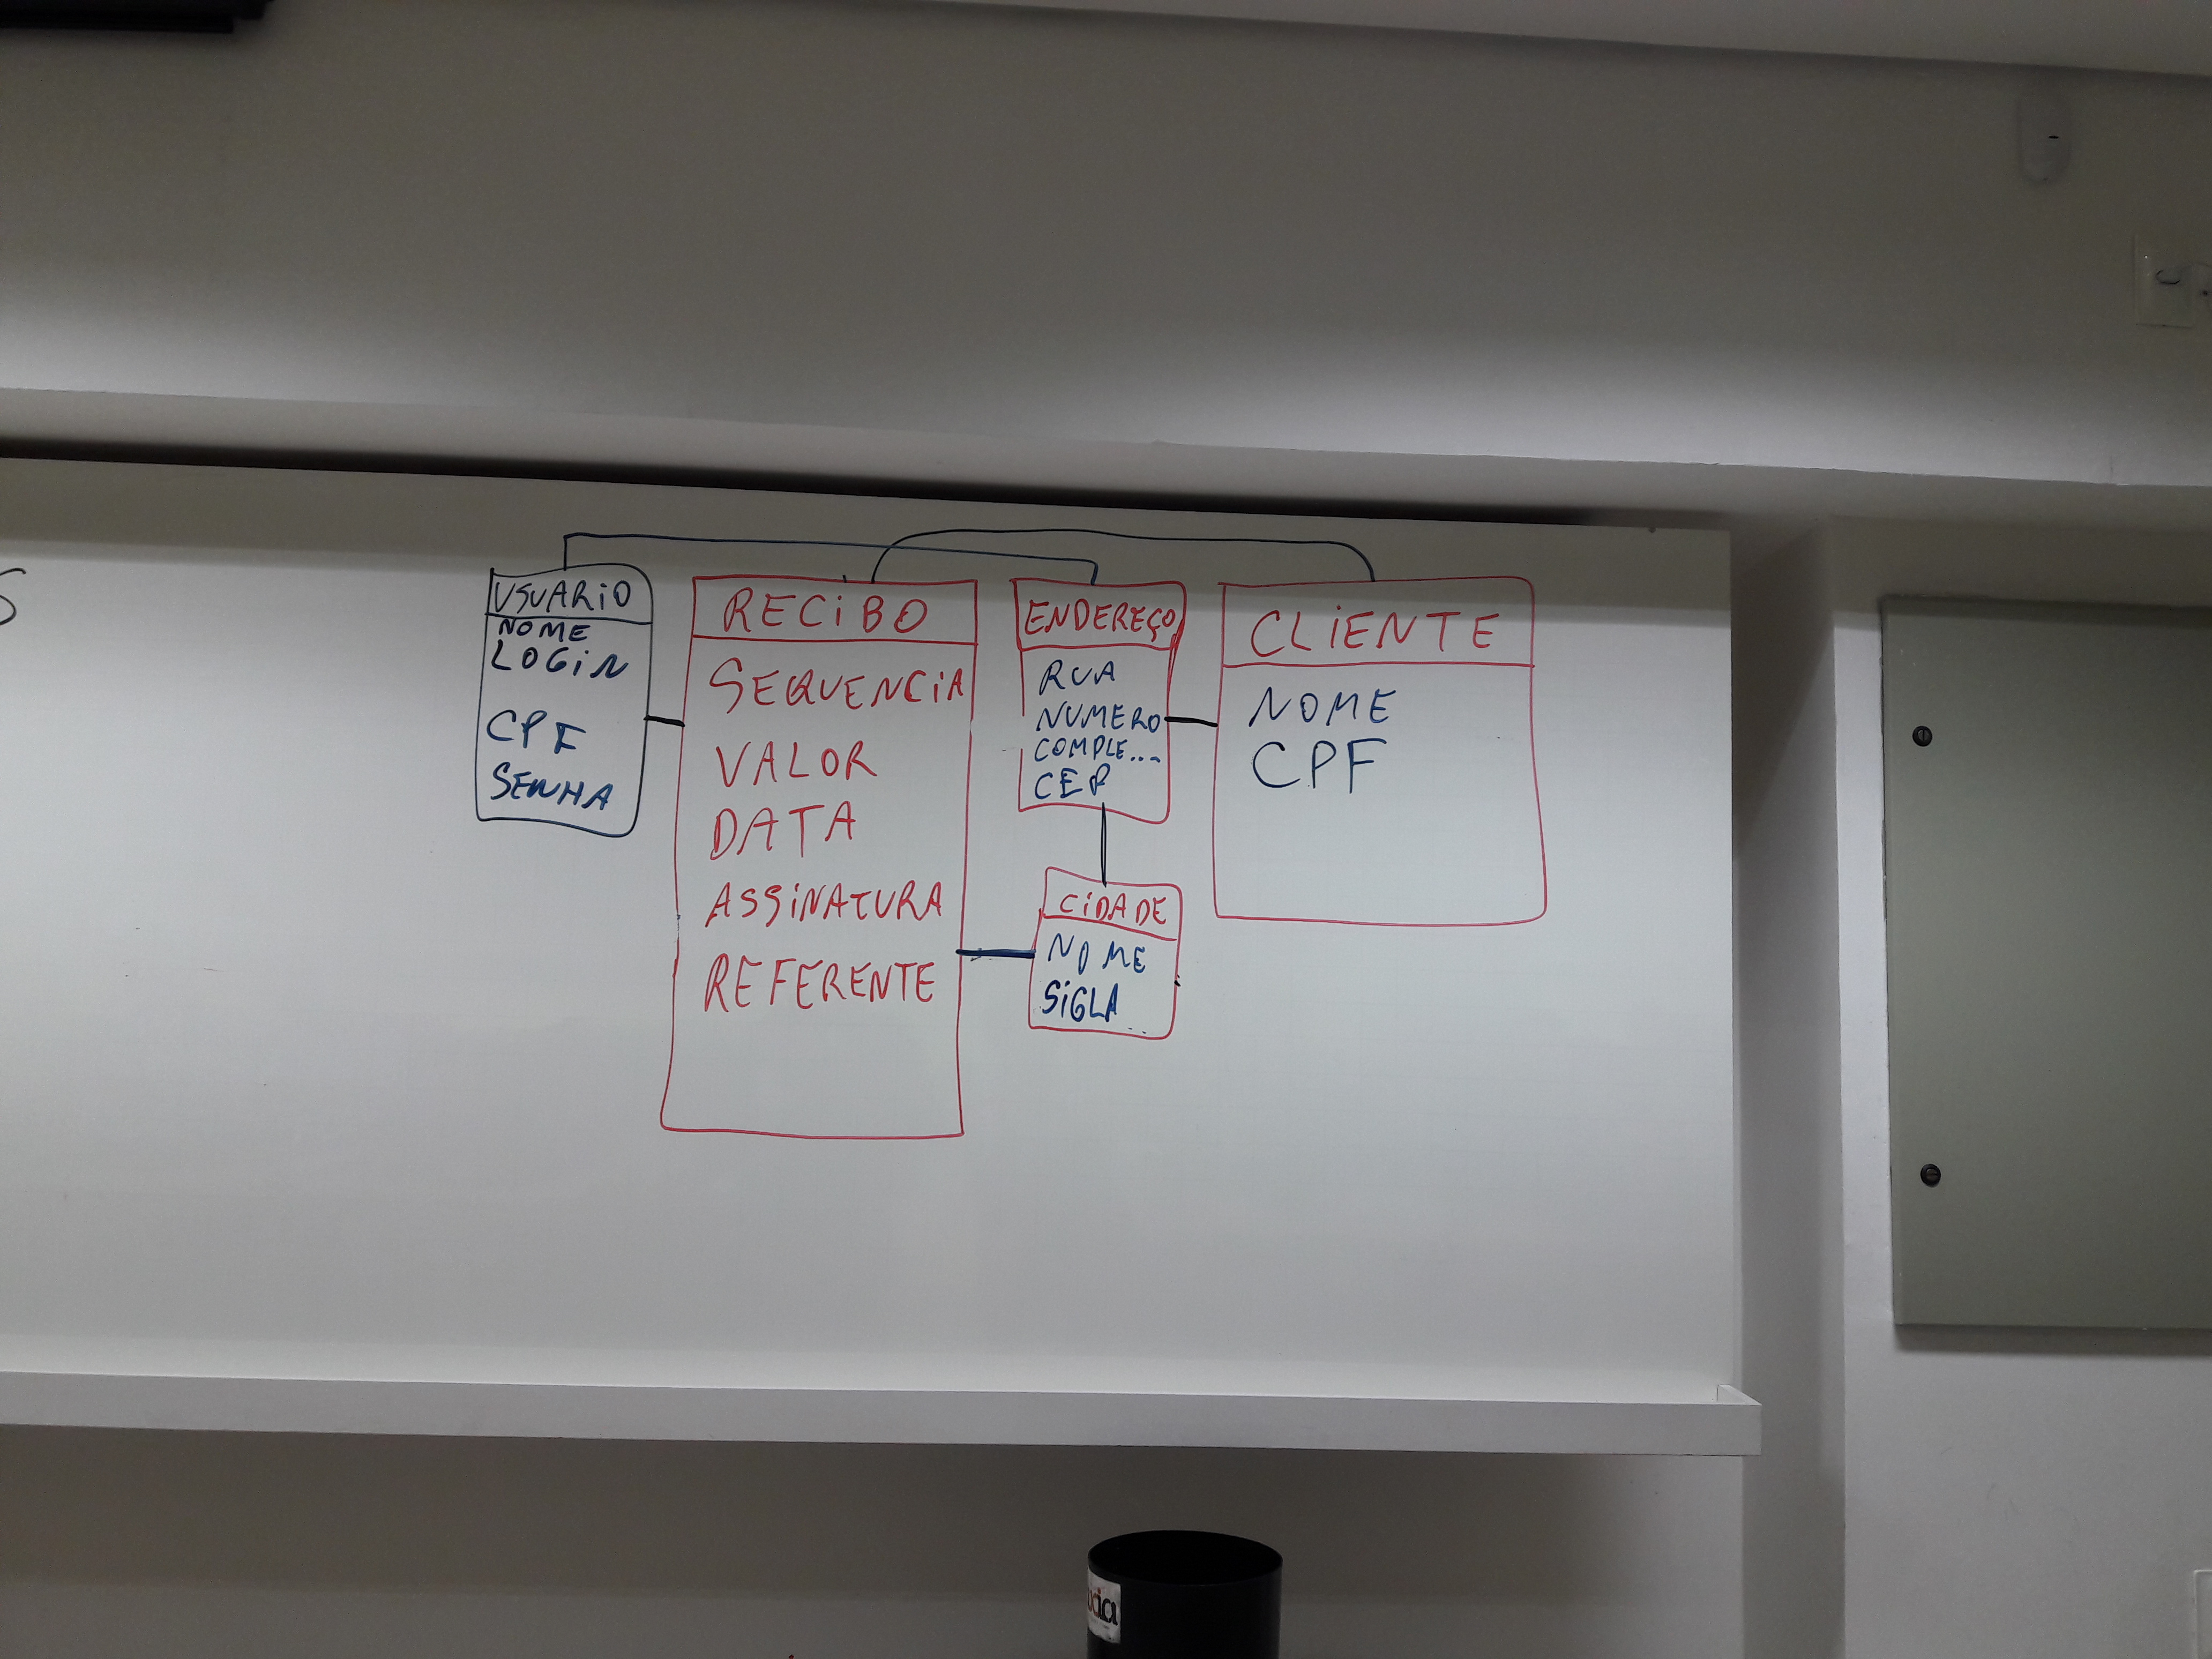 S
USUARIO
NOME
LOGIN
CPF
SENHA
RECIBO
SEQUENCIA
VALOR
DATA
ASSINATURA
REFERENTE
ENDEREÇO
RUA
NUMERO
COMPLE....
CEP
CIDADE
NOME
SIGLA
CLIENTE
NOME
CPF